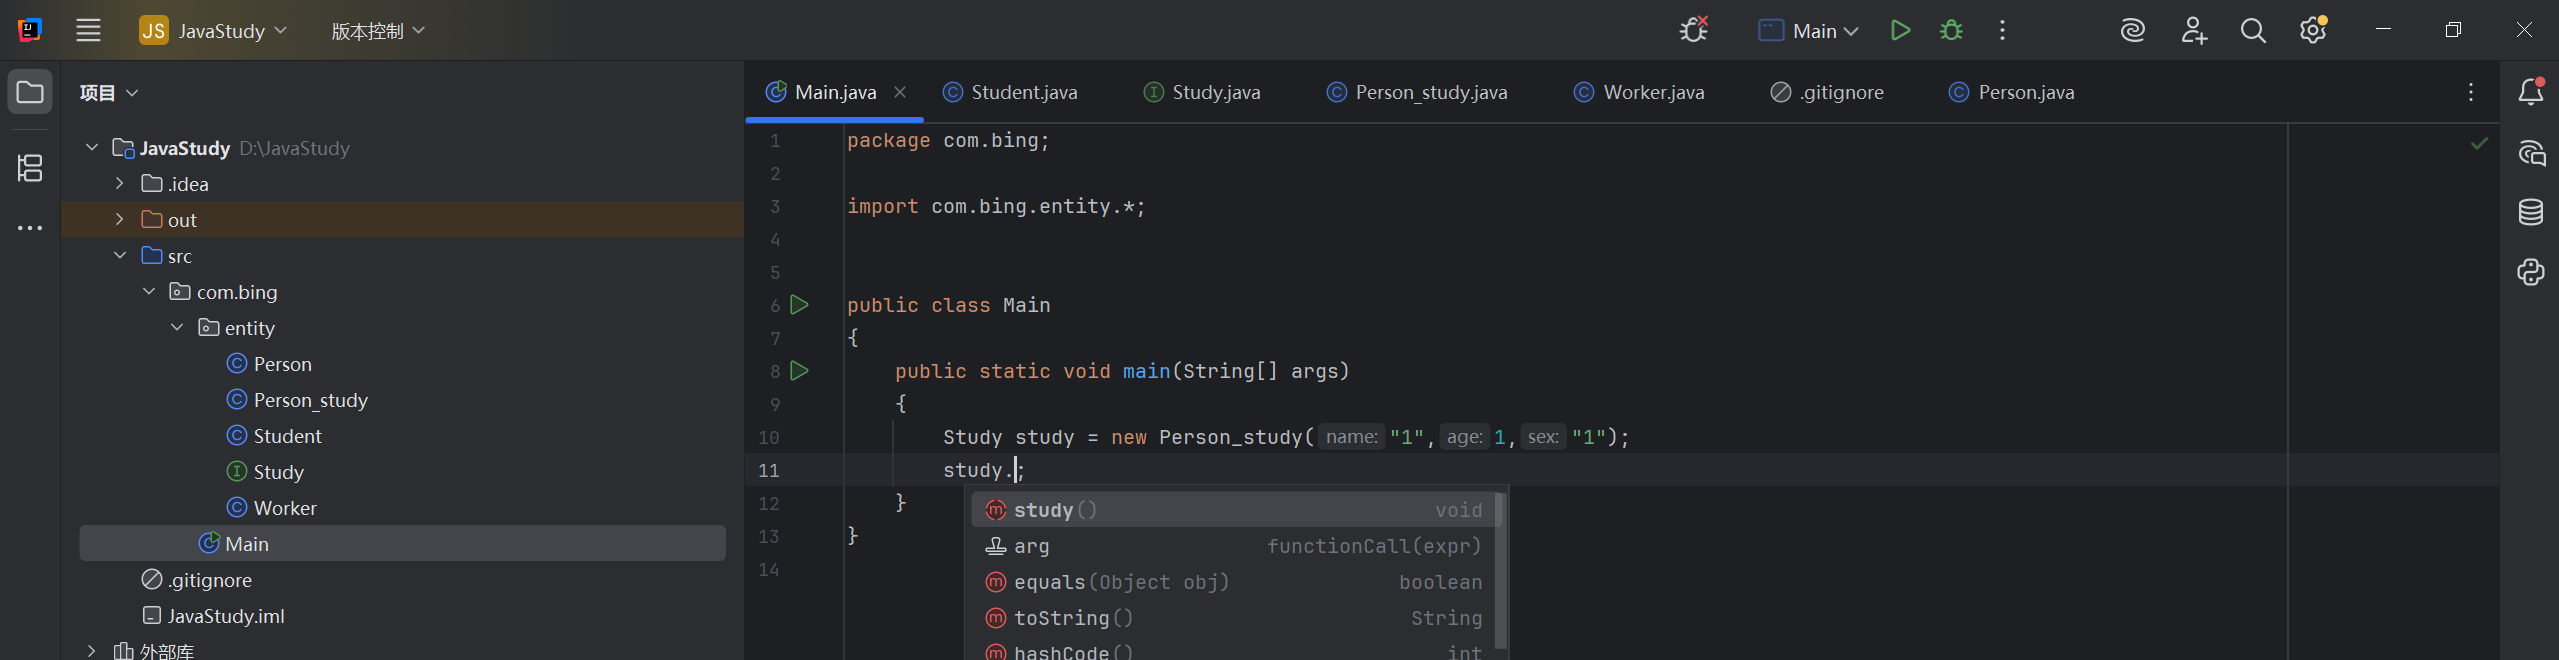 JS JavaStudy 版本控制 Main
项目
JavaStudy D:\JavaStudy
.idea
out
src
com.bing
entity
Person
Person_study
Student
Study
Worker
Main
.gitignore
JavaStudy.iml
外部库
Main.java Student.java Study.java Person_study.java Worker.java .gitignore Person.java
1 package com.bing;
2
3 import com.bing.entity.*;
4
5
6 public class Main
7 {
8 public static void main(String[] args)
9 {
10 Study study = new Person_study( name: "1", age: 1, sex: "1");
11 study.;
12 }
13 }
14
study() void
arg functionCall(expr)
equals(Object obj) boolean
toString() String
hashCode() int